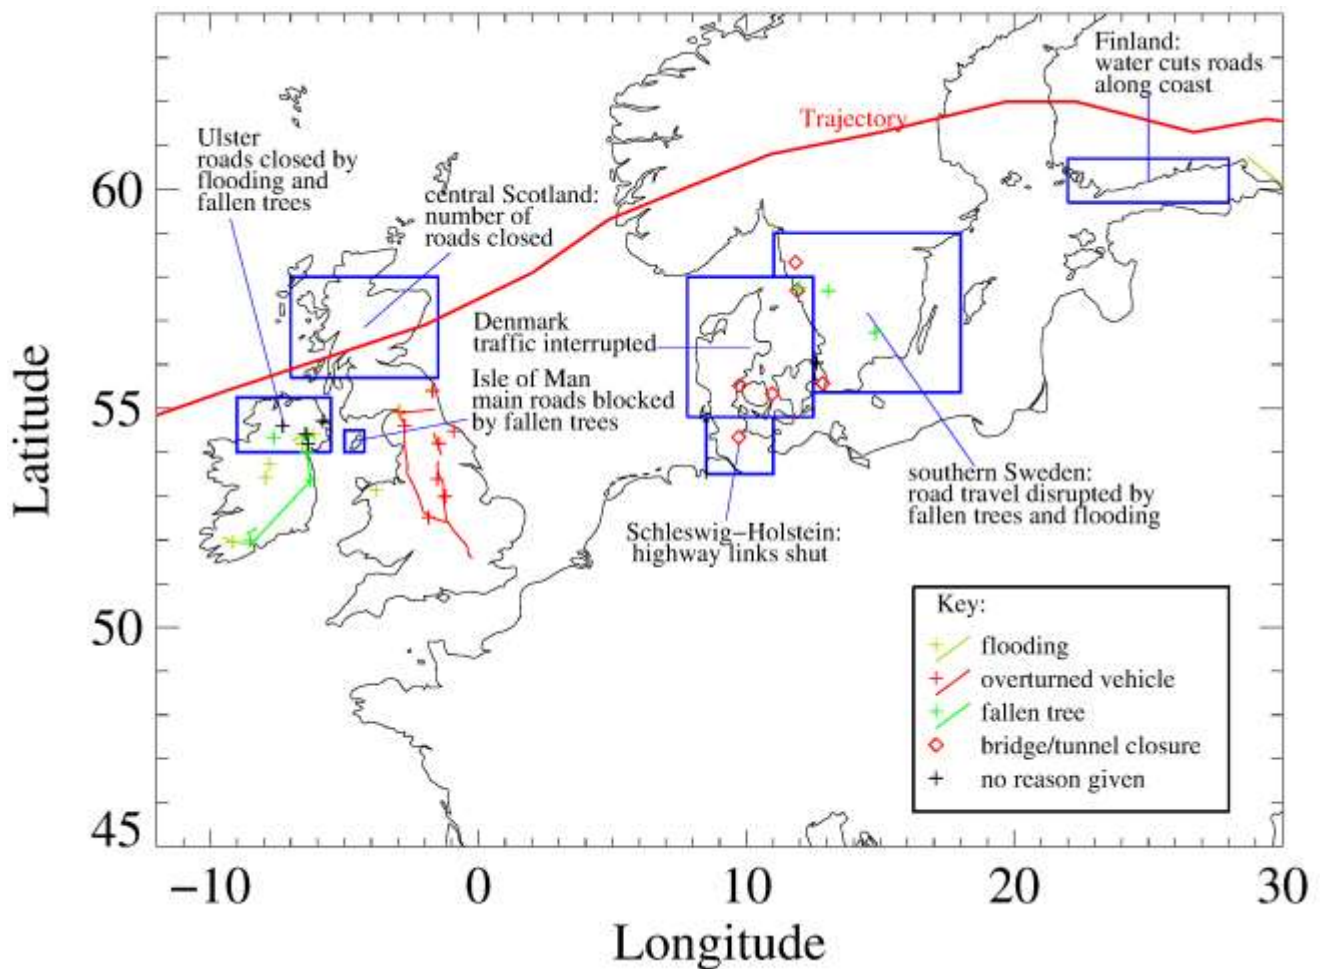 Finland:
water cuts roads
along coast
Trajectory
Ulster
roads closed by
flooding and
fallen trees
central Scotland:
number of
roads closed
Denmark
traffic interrupted
Isle of Man
main roads blocked
by fallen trees
southern Sweden:
road travel disrupted by
fallen trees and flooding
Schleswig–Holstein:
highway links shut
Key:
flooding
overturned vehicle
fallen tree
bridge/tunnel closure
no reason given
60
55
50
45
Latitude
−10
0
10
20
30
Longitude